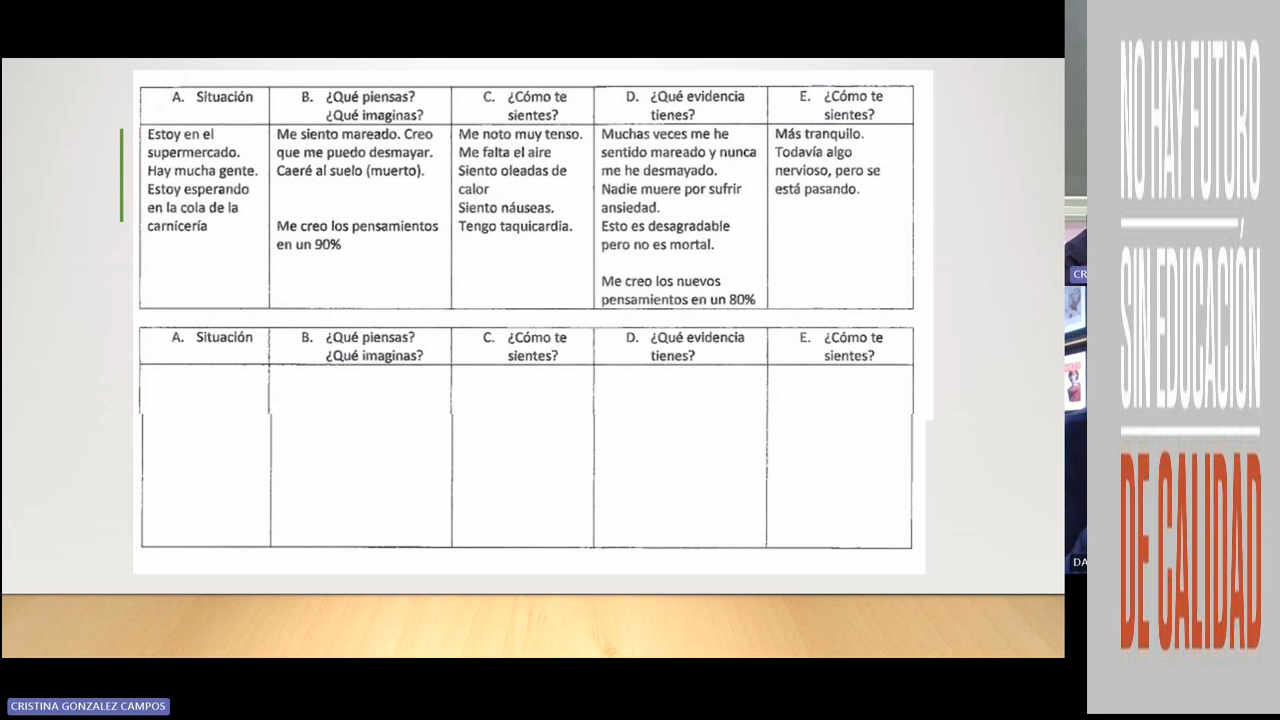 A. Situación
B. ¿Qué piensas?
¿Qué imaginas?
C. ¿Cómo te
sientes?
D. ¿Qué evidencia
tienes?
E. ¿Cómo te
sientes?
Estoy en el
supermercado.
Hay mucha gente.
Estoy esperando
en la cola de la
carnicería
Me siento mareado. Creo
que me puedo desmayar.
Caeré al suelo (muerto).
Me creo los pensamientos
en un 90%
Me noto muy tenso.
Me falta el aire
Siento oleadas de
calor
Siento náuseas.
Tengo taquicardia.
Muchas veces me he
sentido mareado y nunca
me he desmayado.
Nadie muere por sufrir
ansiedad.
Esto es desagradable
pero no es mortal.
Me creo los nuevos
pensamientos en un 80%
Más tranquilo.
Todavía algo
nervioso, pero se
está pasando.
A. Situación
B. ¿Qué piensas?
¿Qué imaginas?
C. ¿Cómo te
sientes?
D. ¿Qué evidencia
tienes?
E. ¿Cómo te
sientes?
CR
DA
NO HAY FUTURO
SIN EDUCACIÓN
DE CALIDAD
CRISTINA GONZALEZ CAMPOS